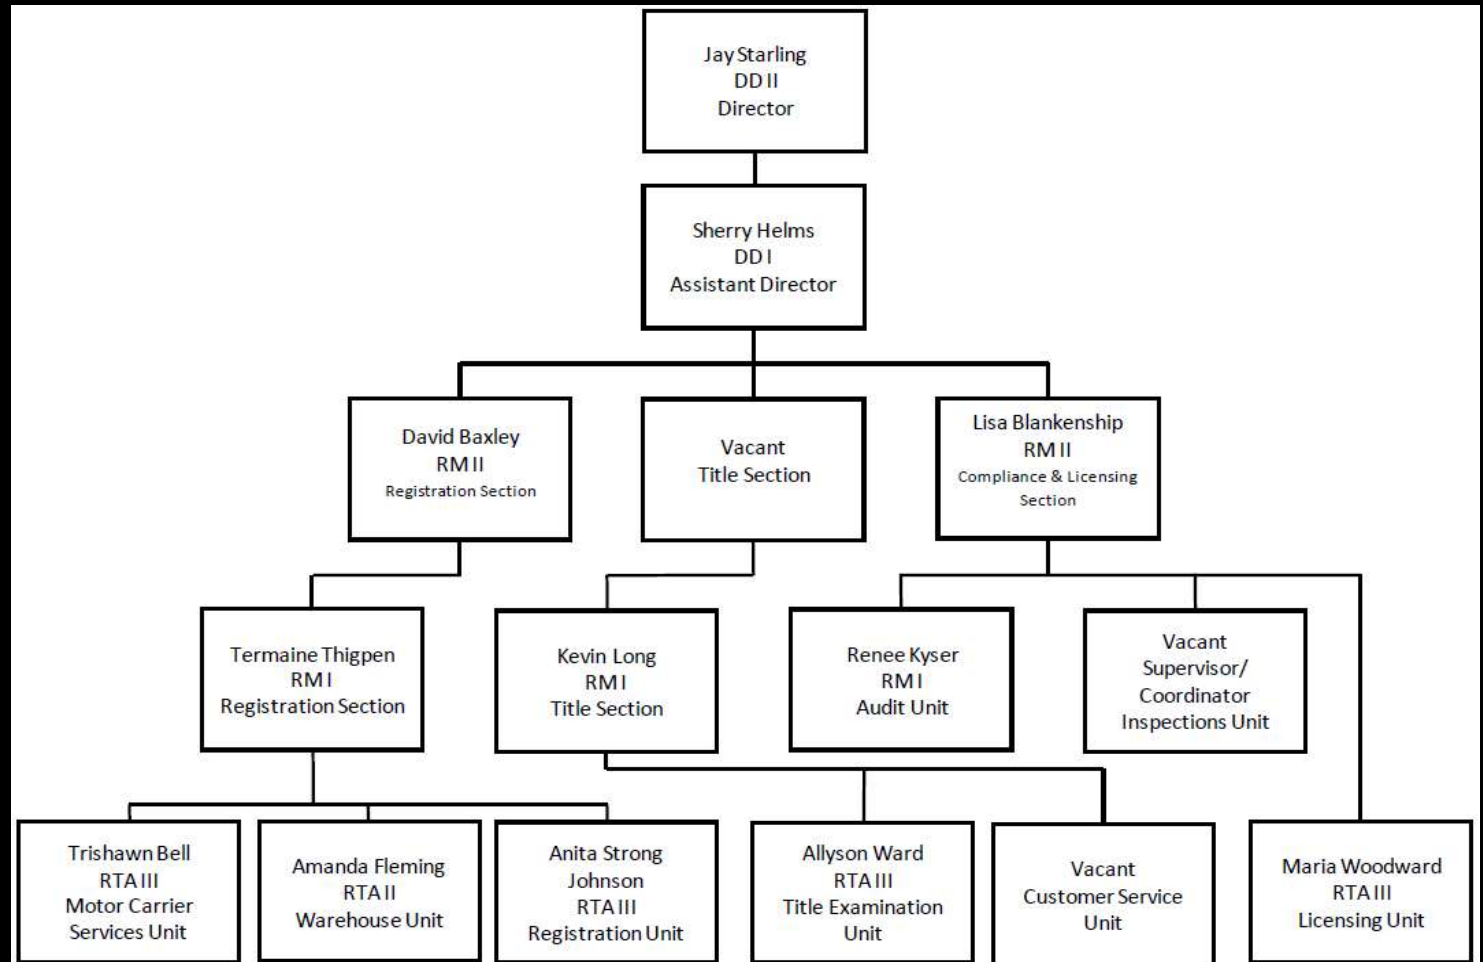 Jay Starling
DD II
Director
Sherry Helms
DD I
Assistant Director
David Baxley
RM II
Registration Section
Vacant
Title Section
Lisa Blankenship
RM II
Compliance & Licensing
Section
Termaine Thigpen
RM I
Registration Section
Kevin Long
RM I
Title Section
Renee Kyser
RM I
Audit Unit
Vacant
Supervisor/
Coordinator
Inspections Unit
Trishawn Bell
RTA III
Motor Carrier
Services Unit
Amanda Fleming
RTA II
Warehouse Unit
Anita Strong
Johnson
RTA III
Registration Unit
Allyson Ward
RTA III
Title Examination
Unit
Vacant
Customer Service
Unit
Maria Woodward
RTA III
Licensing Unit